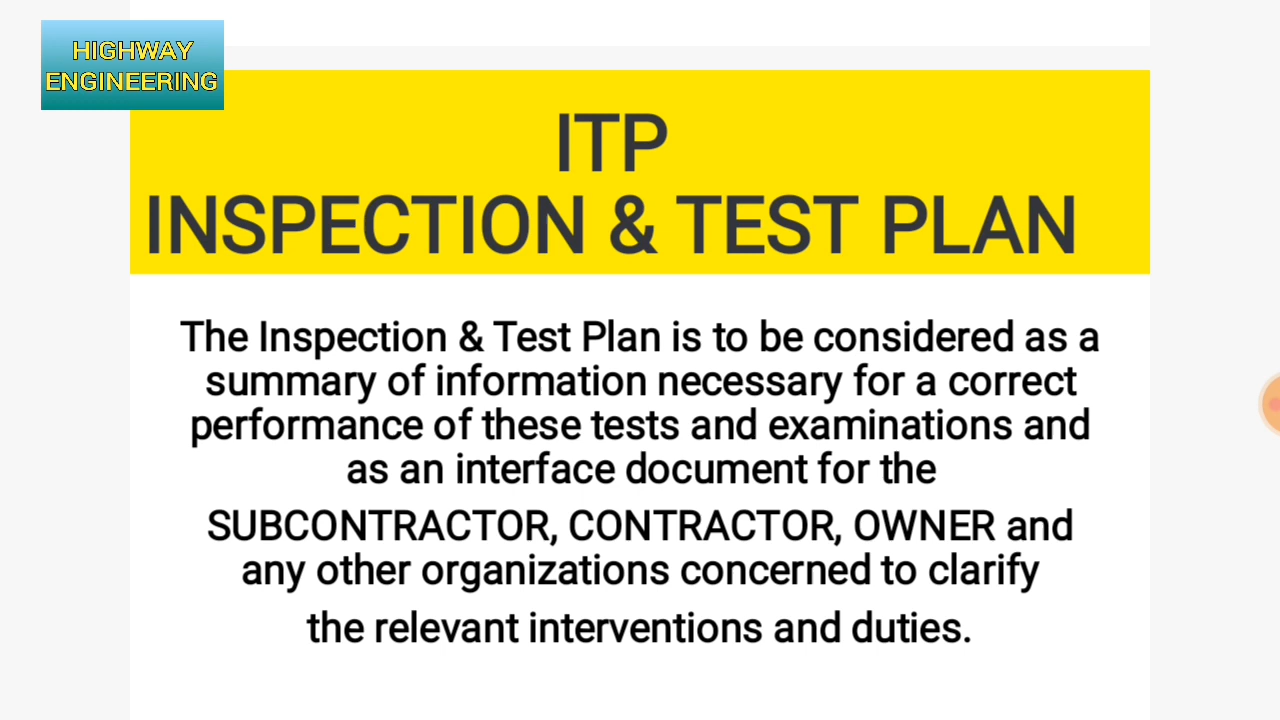 HIGHWAY
ENGINEERING
ITP
INSPECTION & TEST PLAN
The Inspection & Test Plan is to be considered as a
summary of information necessary for a correct
performance of these tests and examinations and
as an interface document for the
SUBCONTRACTOR, CONTRACTOR, OWNER and
any other organizations concerned to clarify
the relevant interventions and duties.